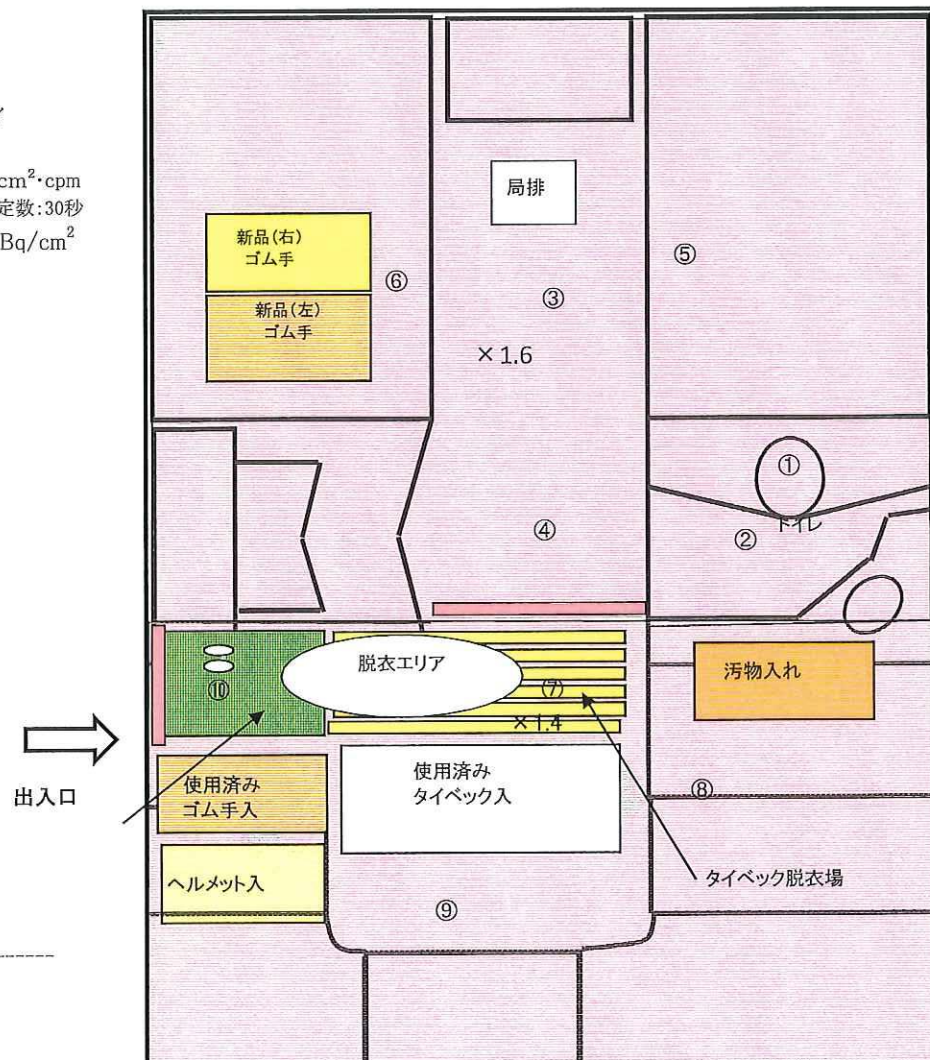 cm²・cpm
定数:30秒
Bq/cm²
局排
新品(右)
ゴム手
新品(左)
ゴム手
⑥
③
⑤
×1.6
①
トイレ
②
④
脱衣エリア
⑦
×1.4
⑩
汚物入れ
出入口
使用済み
ゴム手入
使用済み
タイベック入
⑧
ヘルメット入
タイベック脱衣場
⑨